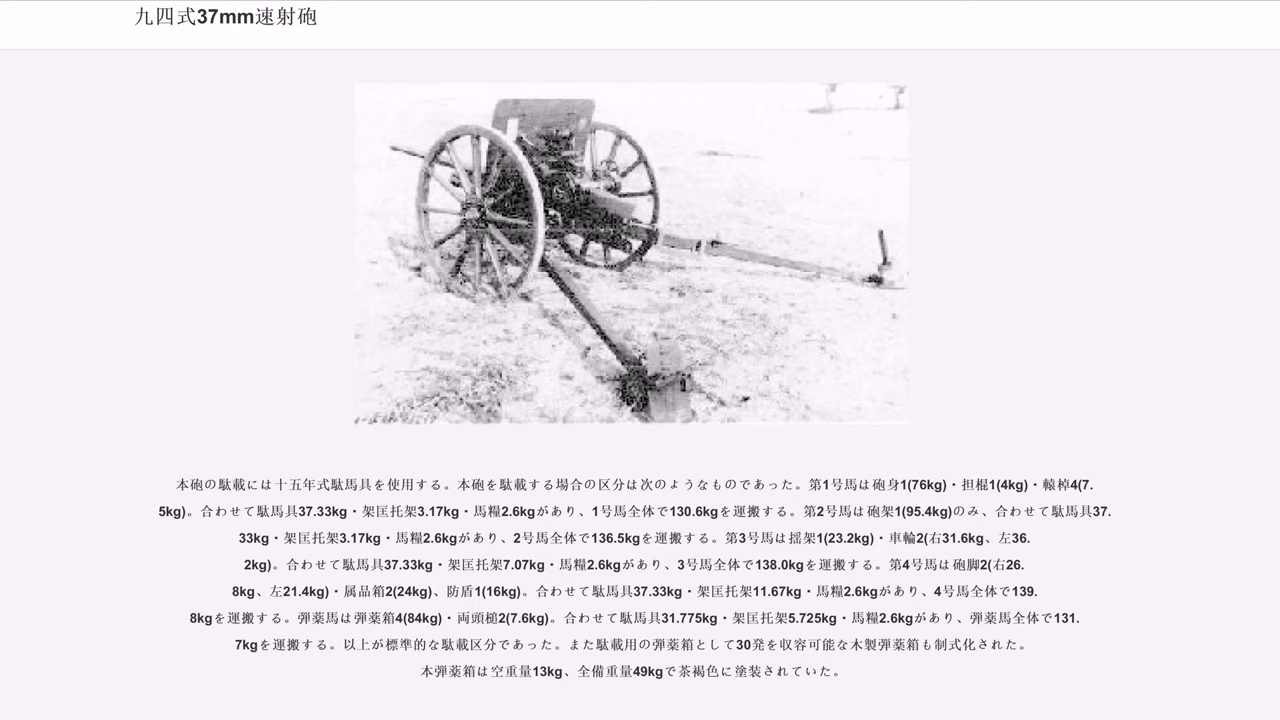 九四式37mm速射砲
本砲の駄載には十五年式駄馬具を使用する。本砲を駄載する場合の区分は次のようなものであった。第1号馬は砲身1(76kg)・担棍1(4kg)・轅桿4(7.
5kg)。合わせて駄馬具37.33kg・架匡托架3.17kg・馬糧2.6kgがあり、1号馬全体で130.6kgを運搬する。第2号馬は砲架1(95.4kg)のみ、合わせて駄馬具37.
33kg・架匡托架3.17kg・馬糧2.6kgがあり、2号馬全体で136.5kgを運搬する。第3号馬は揺架1(23.2kg)・車輪2(右31.6kg、左36.
2kg)。合わせて駄馬具37.33kg・架匡托架7.07kg・馬糧2.6kgがあり、3号馬全体で138.0kgを運搬する。第4号馬は砲脚2(右26.
8kg、左21.4kg)・属品箱2(24kg)、防盾1(16kg)。合わせて駄馬具37.33kg・架匡托架11.67kg・馬糧2.6kgがあり、4号馬全体で139.
8kgを運搬する。弾薬馬は弾薬箱4(84kg)・両頭槌2(7.6kg)。合わせて駄馬具31.775kg・架匡托架5.725kg・馬糧2.6kgがあり、弾薬馬全体で131.
7kgを運搬する。以上が標準的な駄載区分であった。また駄載用の弾薬箱として30発を収容可能な木製弾薬箱も制式化された。
本弾薬箱は空重量13kg、全備重量49kgで茶褐色に塗装されていた。